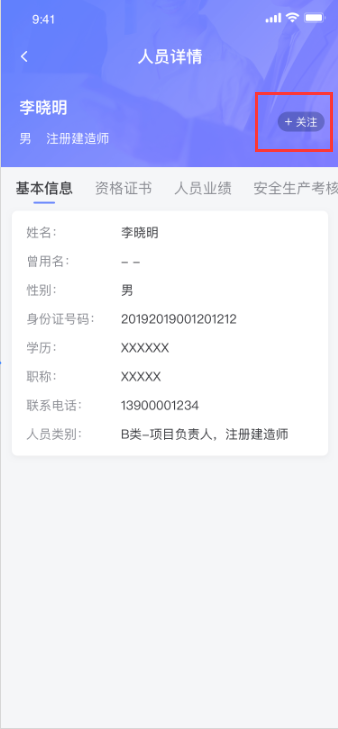 9:41
人员详情
李晓明
男 注册建造师
+ 关注
基本信息 资格证书 人员业绩 安全生产考核
姓名： 李晓明
曾用名： – –
性别： 男
身份证号码： 20192019001201212
学历： XXXXXX
职称： XXXXX
联系电话： 13900001234
人员类别： B类–项目负责人，注册建造师